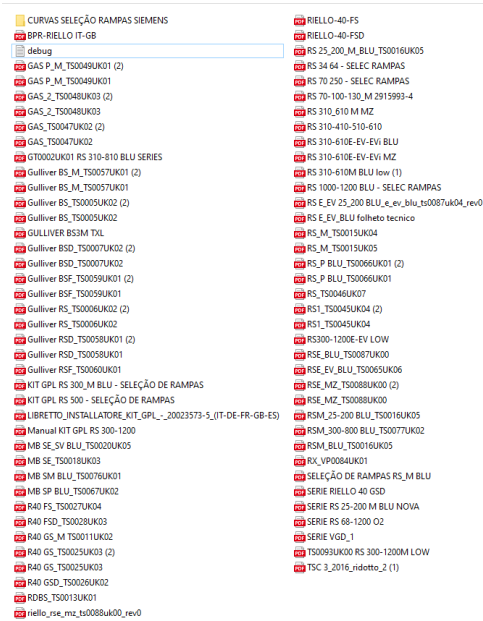 CURVAS SELEÇÃO RAMPAS SIEMENS
BPR-RIELLO IT-GB
debug
GAS P_M_TS0049UK01 (2)
GAS P_M_TS0049UK01
GAS_2_TS0048UK03 (2)
GAS_2_TS0048UK03
GAS_TS0047UK02 (2)
GAS_TS0047UK02
GT0002UK01 RS 310-810 BLU SERIES
Gulliver BS_M_TS0057UK01 (2)
Gulliver BS_M_TS0057UK01
Gulliver BS_TS0005UK02 (2)
Gulliver BS_TS0005UK02
GULLIVER BS3M TXL
Gulliver BSD_TS0007UK02 (2)
Gulliver BSD_TS0007UK02
Gulliver BSF_TS0059UK01 (2)
Gulliver BSF_TS0059UK01
Gulliver RS_TS0006UK02 (2)
Gulliver RS_TS0006UK02
Gulliver RSD_TS0058UK01 (2)
Gulliver RSD_TS0058UK01
Gulliver RSF_TS0060UK01
KIT GPL RS 300_M BLU - SELEÇÃO DE RAMPAS
KIT GPL RS 500 - SELEÇÃO DE RAMPAS
LIBRETTO_INSTALLATORE_KIT_GPL_-_20023573-5_(IT-DE-FR-GB-ES)
Manual KIT GPL RS 300-1200
MB SE_SV BLU_TS0020UK05
MB SE_TS0018UK03
MB SM BLU_TS0076UK01
MB SP BLU_TS0067UK02
R40 FS_TS0027UK04
R40 FSD_TS0028UK03
R40 GS_M TS0011UK02
R40 GS_TS0025UK03 (2)
R40 GS_TS0025UK03
R40 GSD_TS0026UK02
RDBS_TS0013UK01
riello_rse_mz_ts0088uk00_rev0
RIELLO-40-FS
RIELLO-40-FSD
RS 25_200_M_BLU_TS0016UK05
RS 34 64 - SELEC RAMPAS
RS 70 250 - SELEC RAMPAS
RS 70-100-130_M 2915993-4
RS 310_610 M MZ
RS 310-410-510-610
RS 310-610E-EV-EVi BLU
RS 310-610E-EV-EVi MZ
RS 310-610M BLU low (1)
RS 1000-1200 BLU - SELEC RAMPAS
RS E_EV 25_200 BLU_e_ev_blu_ts0087uk04_rev0
RS E_EV_BLU folheto tecnico
RS_M_TS0015UK04
RS_M_TS0015UK05
RS_P BLU_TS0066UK01 (2)
RS_P BLU_TS0066UK01
RS_TS0046UK07
RS1_TS0045UK04 (2)
RS1_TS0045UK04
RS300-1200E-EV LOW
RSE_BLU_TS0087UK00
RSE_EV_BLU_TS0065UK06
RSE_MZ_TS0088UK00 (2)
RSE_MZ_TS0088UK00
RSM_25-200 BLU_TS0016UK05
RSM_300-800 BLU_TS0077UK02
RSM_BLU_TS0016UK05
RX_VP0084UK01
SELEÇÃO DE RAMPAS RS_M BLU
SERIE RIELLO 40 GSD
SERIE RS 25-200 M BLU NOVA
SERIE RS 68-1200 O2
SERIE VGD_1
TS0093UK00 RS 300-1200M LOW
TSC 3_2016_ridotto_2 (1)